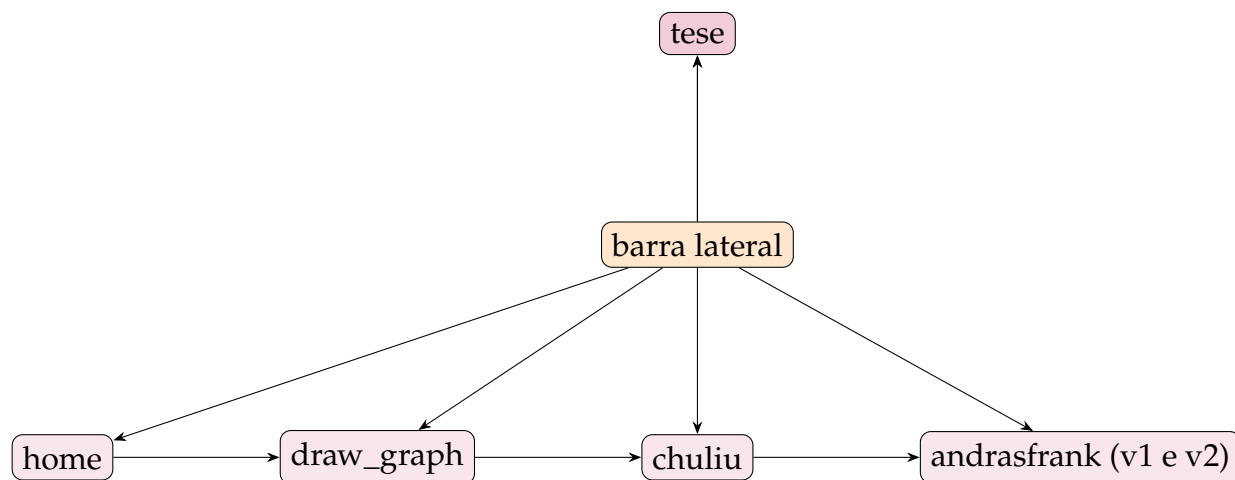 tese
barra lateral
home
draw_graph
chuliu
andrasfrank (v1 e v2)